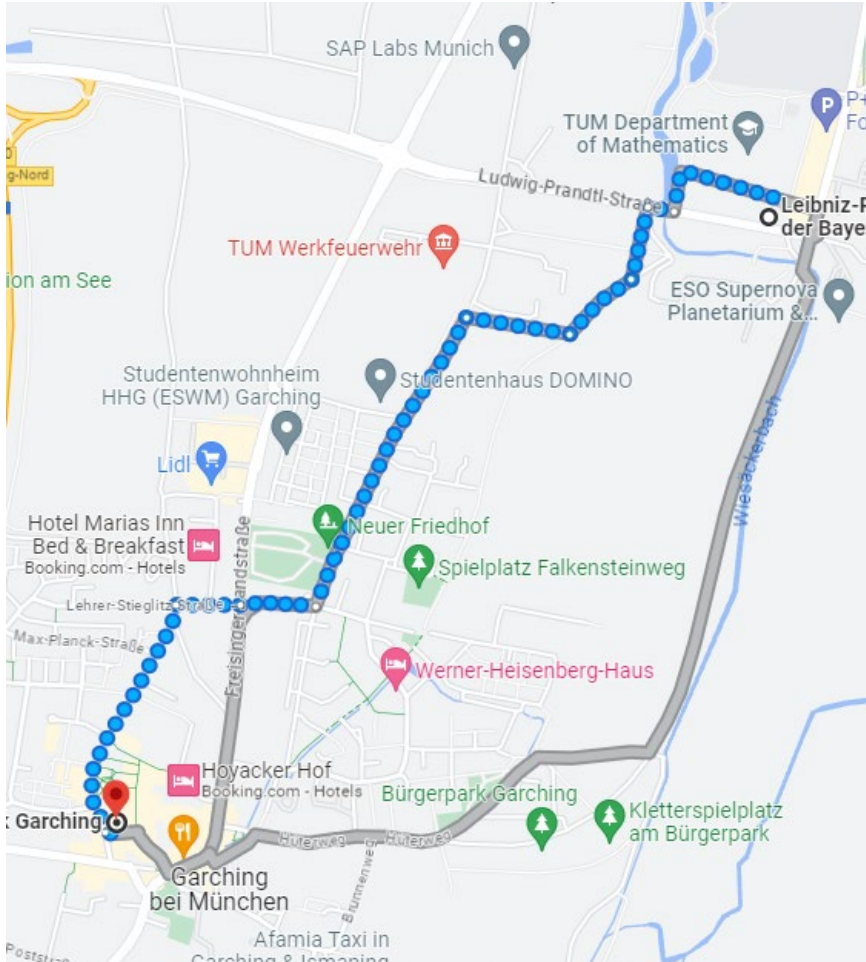 SAP Labs Munich
P+
Fo
TUM Department
of Mathematics
g-Nord
Ludwig-Prandtl-Straße
Leibniz-R
der Baye
TUM Werkfeuerwehr
ion am See
ESO Supernova
Planetarium &...
Studentenwohnheim
HHG (ESWM) Garching
Studentenhaus DOMINO
Lidl
Wiesäckerbach
Hotel Marias Inn
Bed & Breakfast
Booking.com - Hotels
Neuer Friedhof
Spielplatz Falkensteinweg
Lehrer-Stieglitz-Straße
Freisinger Landstraße
Max-Planck-Straße
Werner-Heisenberg-Haus
Hoyacker Hof
Booking.com - Hotels
Bürgerpark Garching
Kletterspielplatz
am Bürgerpark
k Garching
Hüterweg
Hüterweg
Garching
bei München
Brunnenweg
Afamia Taxi in
Garching & Ismaning
Poststraß